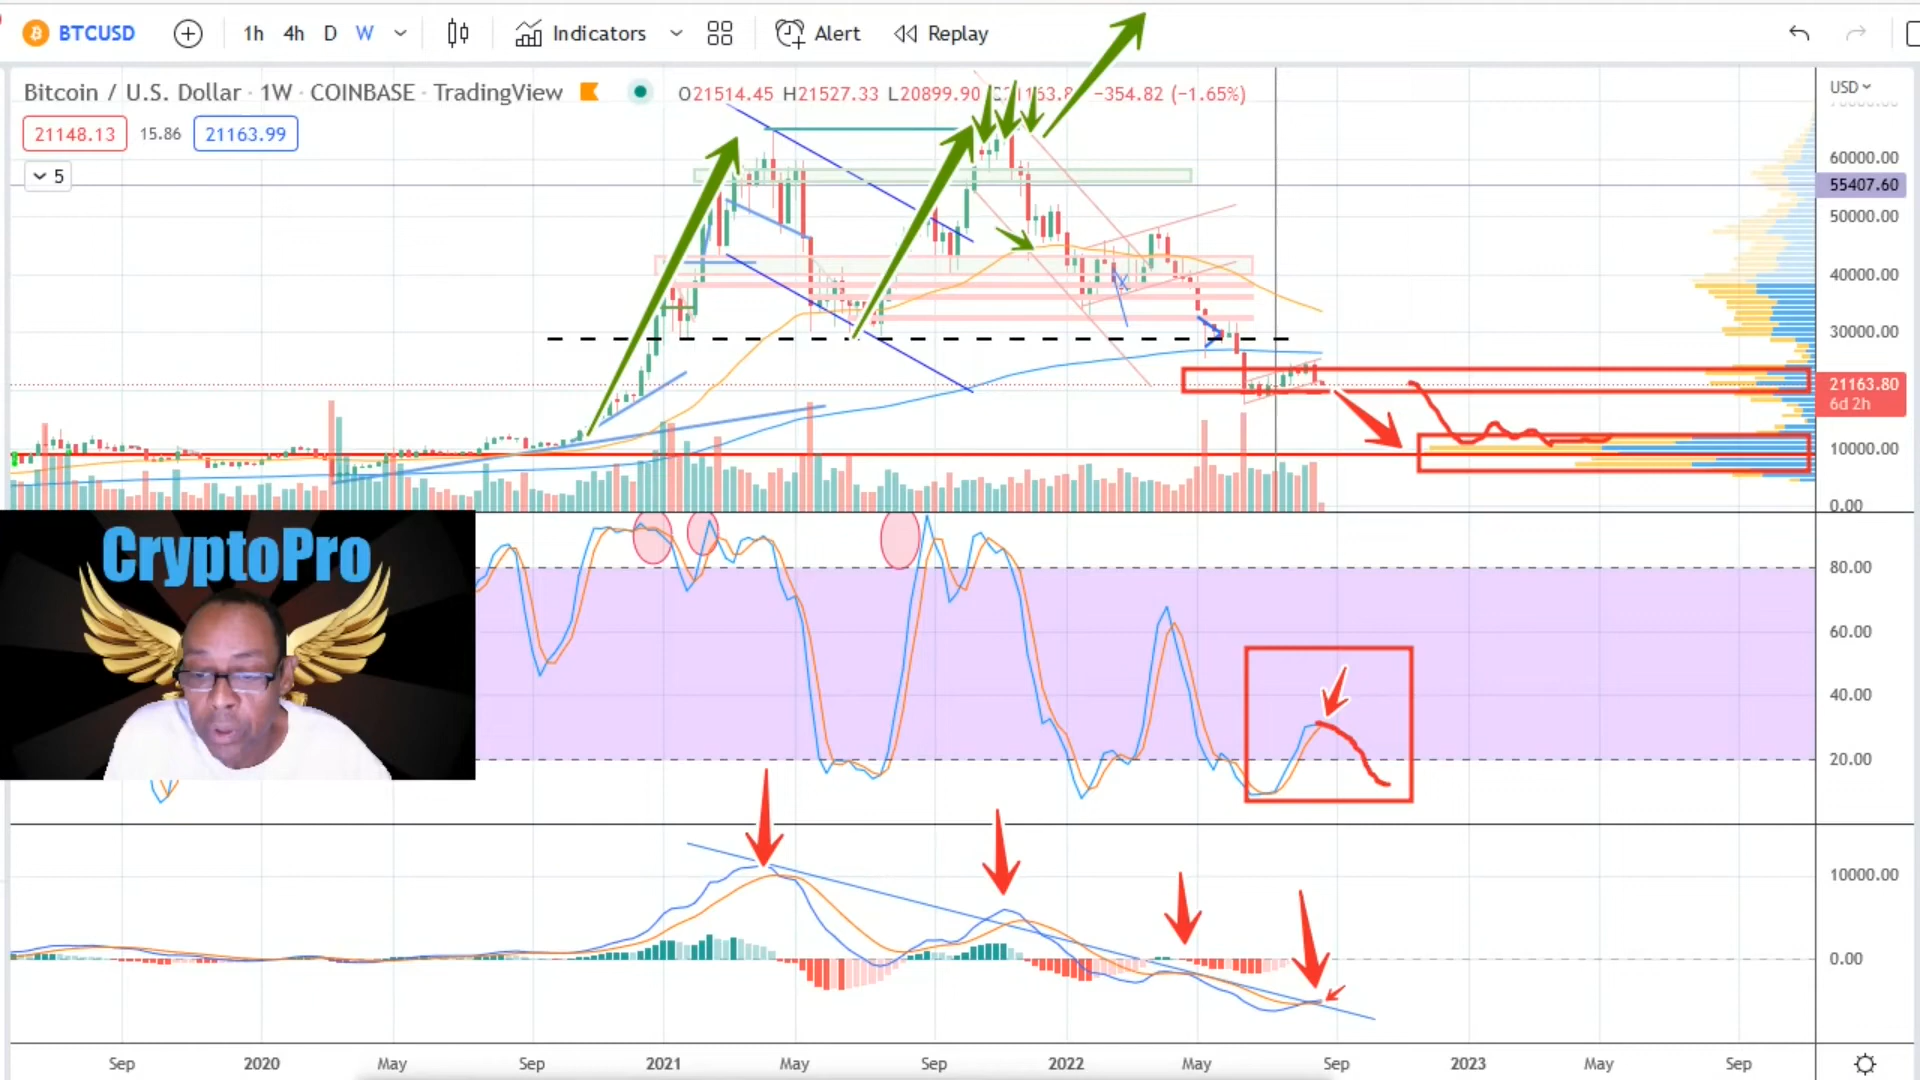 BTCUSD 1h 4h D W Indicators Alert Replay
Bitcoin / U.S. Dollar · 1W · COINBASE · TradingView O21514.45 H21527.33 L20899.90 −354.82 (−1.65%) USD
21148.13 15.86 21163.99
5
60000.00
55407.60
50000.00
40000.00
30000.00
21163.80
6d 2h
10000.00
0.00
CryptoPro
80.00
60.00
40.00
20.00
10000.00
0.00
Sep 2020 May Sep 2021 May Sep 2022 May Sep 2023 May Sep